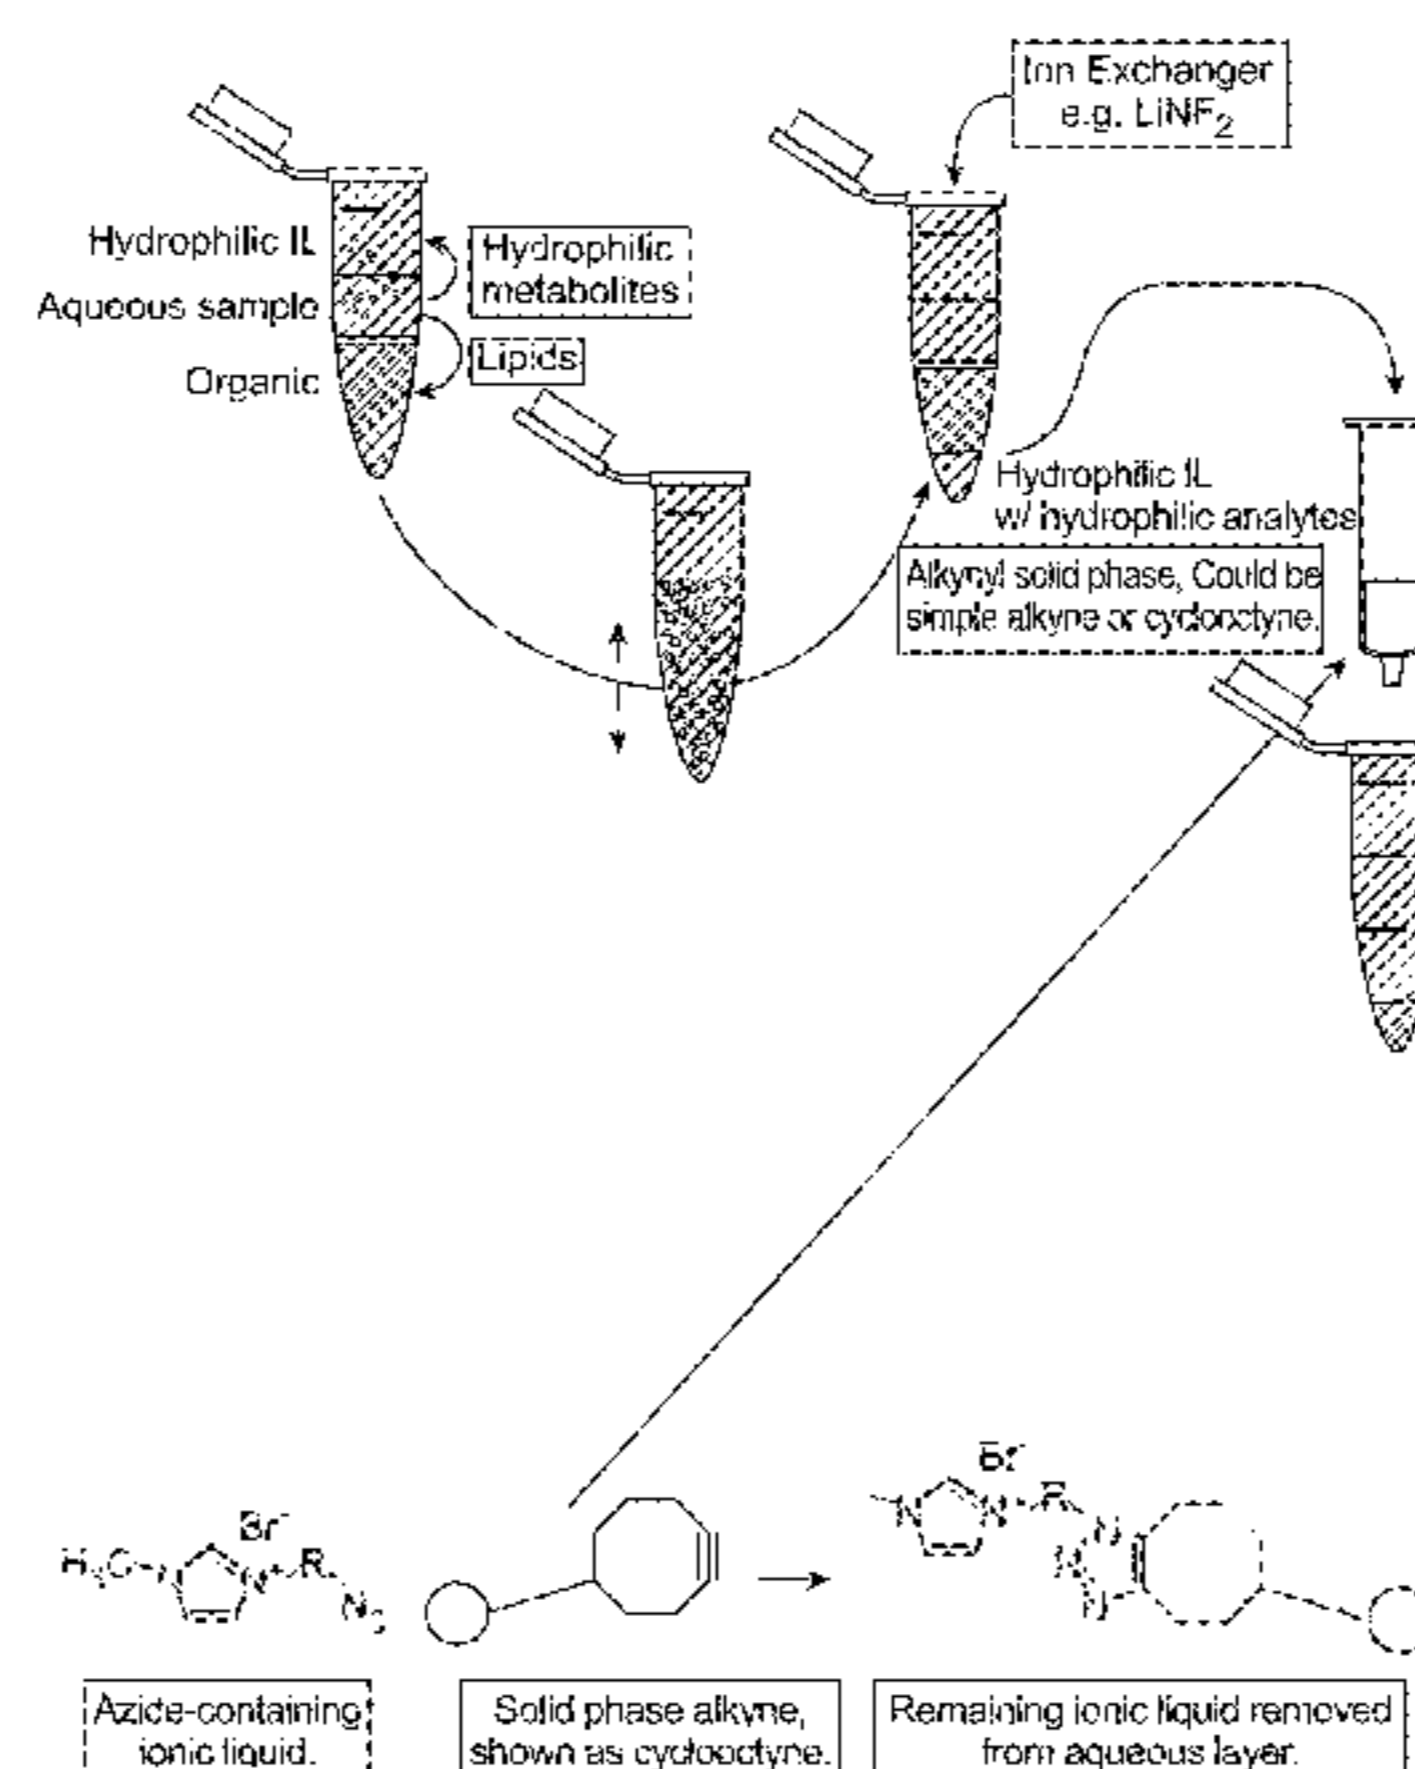 Ion Exchanger
e.g. LiNF2
Hydrophilic IL
Aqueous sample
Organic
Hydrophilic
metabolites
Lipids
Hydrophilic IL
w/ hydrophilic analytes
Alkynyl solid phase, Could be
simple alkyne or cyclooctyne.
Br-
H3C N N+ R N3
Br-
N N+ R N N N
Azide-containing
ionic liquid.
Solid phase alkyne,
shown as cyclooctyne.
Remaining ionic liquid removed
from aqueous layer.